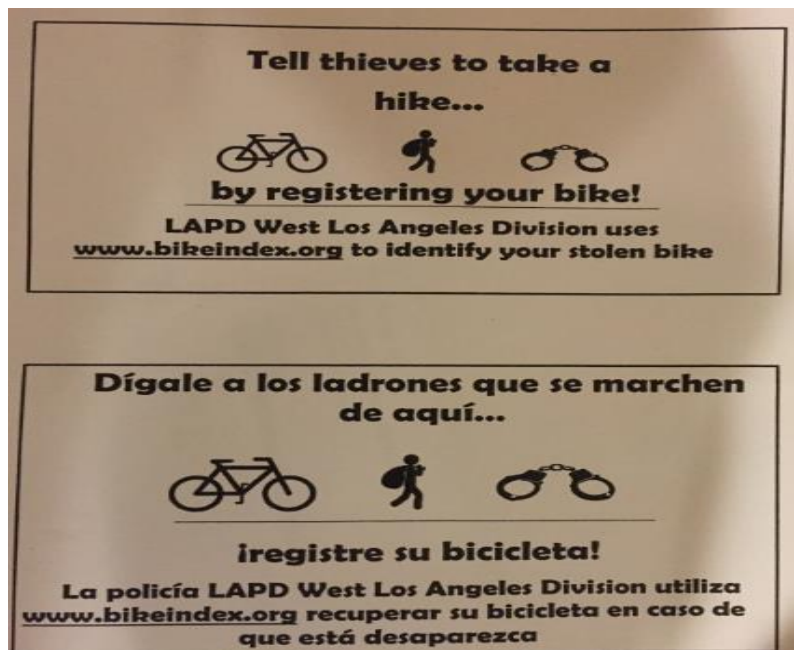 Tell thieves to take a
hike...
by registering your bike!
LAPD West Los Angeles Division uses
www.bikeindex.org to identify your stolen bike
Dígale a los ladrones que se marchen
de aquí...
¡registre su bicicleta!
La policía LAPD West Los Angeles Division utiliza
www.bikeindex.org recuperar su bicicleta en caso de
que está desaparezca